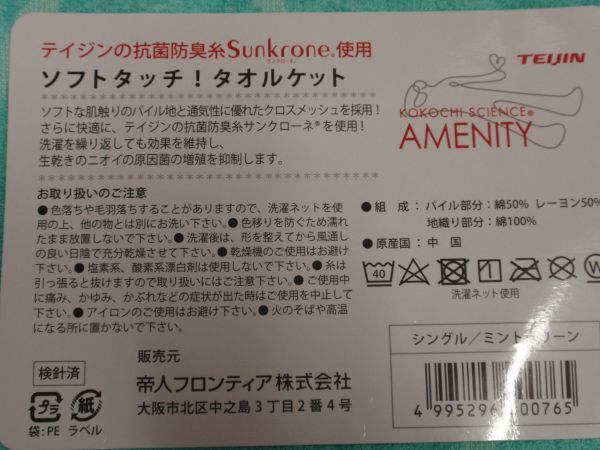 テイジンの抗菌防臭糸Sunkrone®使用
サンクローネ®
ソフトタッチ！タオルケット
ソフトな肌触りのパイル地と通気性に優れたクロスメッシュを採用！
さらに快適に、テイジンの抗菌防臭糸サンクローネ®を使用！
洗濯を繰り返しても効果を維持し、
生乾きのニオイの原因菌の増殖を抑制します。
TEIJIN
KOKOCHI SCIENCE®
AMENITY
お取り扱いのご注意
●色落ちや毛羽落ちすることがありますので、洗濯ネットを使
用の上、他の物とは別にお洗い下さい。●色移りを防ぐため濡れ
たまま放置しないで下さい。●洗濯後は、形を整えてから風通し
の良い日陰で充分乾燥させて下さい。●乾燥機のご使用はお避け
下さい。●塩素系、酸素系漂白剤は使用しないで下さい。●糸は
引っ張ると抜けますので取り扱いにはご注意下さい。●ご使用中
に痛み、かゆみ、かぶれなどの症状が出た時はご使用を中止して
下さい。●アイロンのご使用はお避け下さい。●火のそばや高温
になる所に置かないで下さい。
●組 成：パイル部分：綿50% レーヨン50%
地織り部分：綿100%
●原産国：中 国
40
W
洗濯ネット使用
シングル／ミントグリーン
4 99529 00765
検針済
プラ
紙
袋：PE ラベル
販売元
帝人フロンティア株式会社
大阪市北区中之島3丁目2番4号